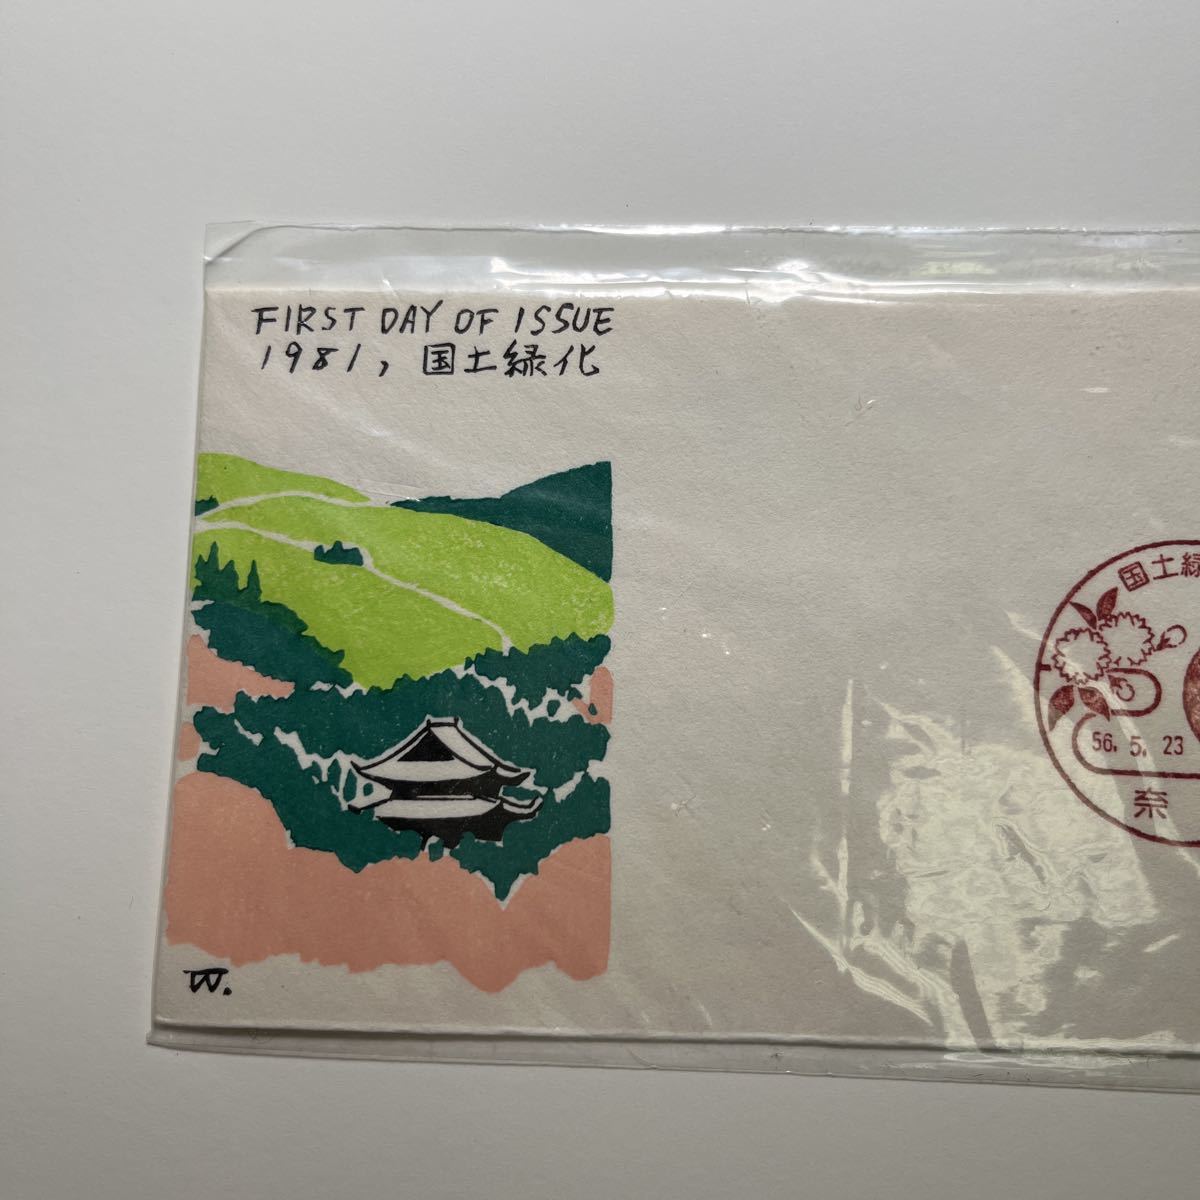 FIRST DAY OF ISSUE
1981, 国土緑化
W.
国土緑
56. 5. 23
奈